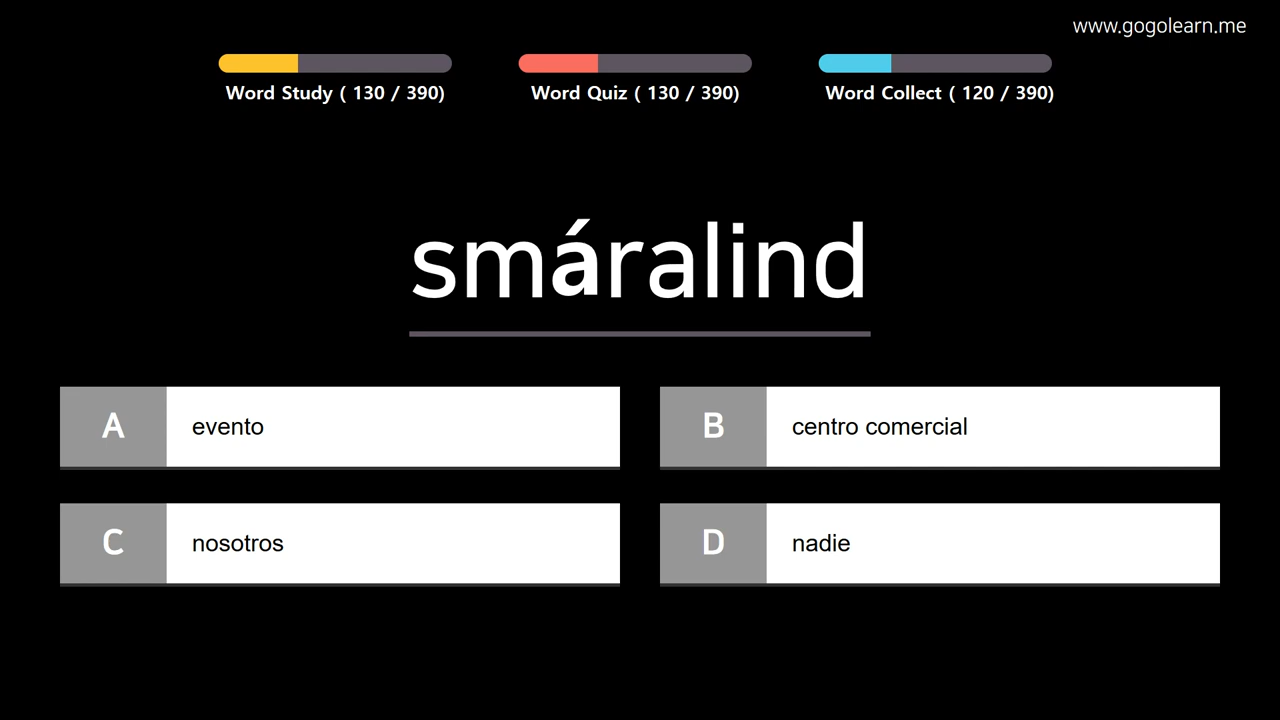 www.gogolearn.me
Word Study ( 130 / 390)
Word Quiz ( 130 / 390)
Word Collect ( 120 / 390)
smáralind
A evento
B centro comercial
C nosotros
D nadie